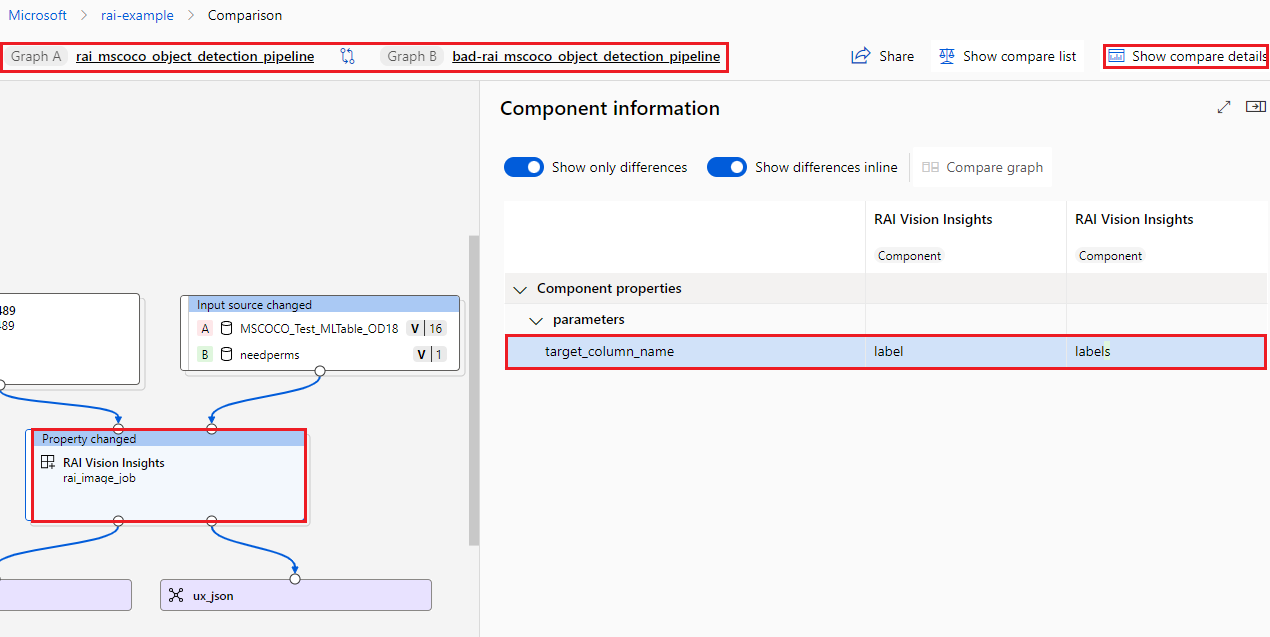 Microsoft > rai-example > Comparison
Graph A rai_mscoco_object_detection_pipeline Graph B bad-rai_mscoco_object_detection_pipeline Share Show compare list Show compare details
Component information
Show only differences Show differences inline Compare graph
RAI Vision Insights RAI Vision Insights
Component Component
Component properties
parameters
target_column_name label labels
489
489
Input source changed
A MSCOCO_Test_MLTable_OD18 V 16
B needperms V 1
Property changed
RAI Vision Insights
rai_image_job
ux_json